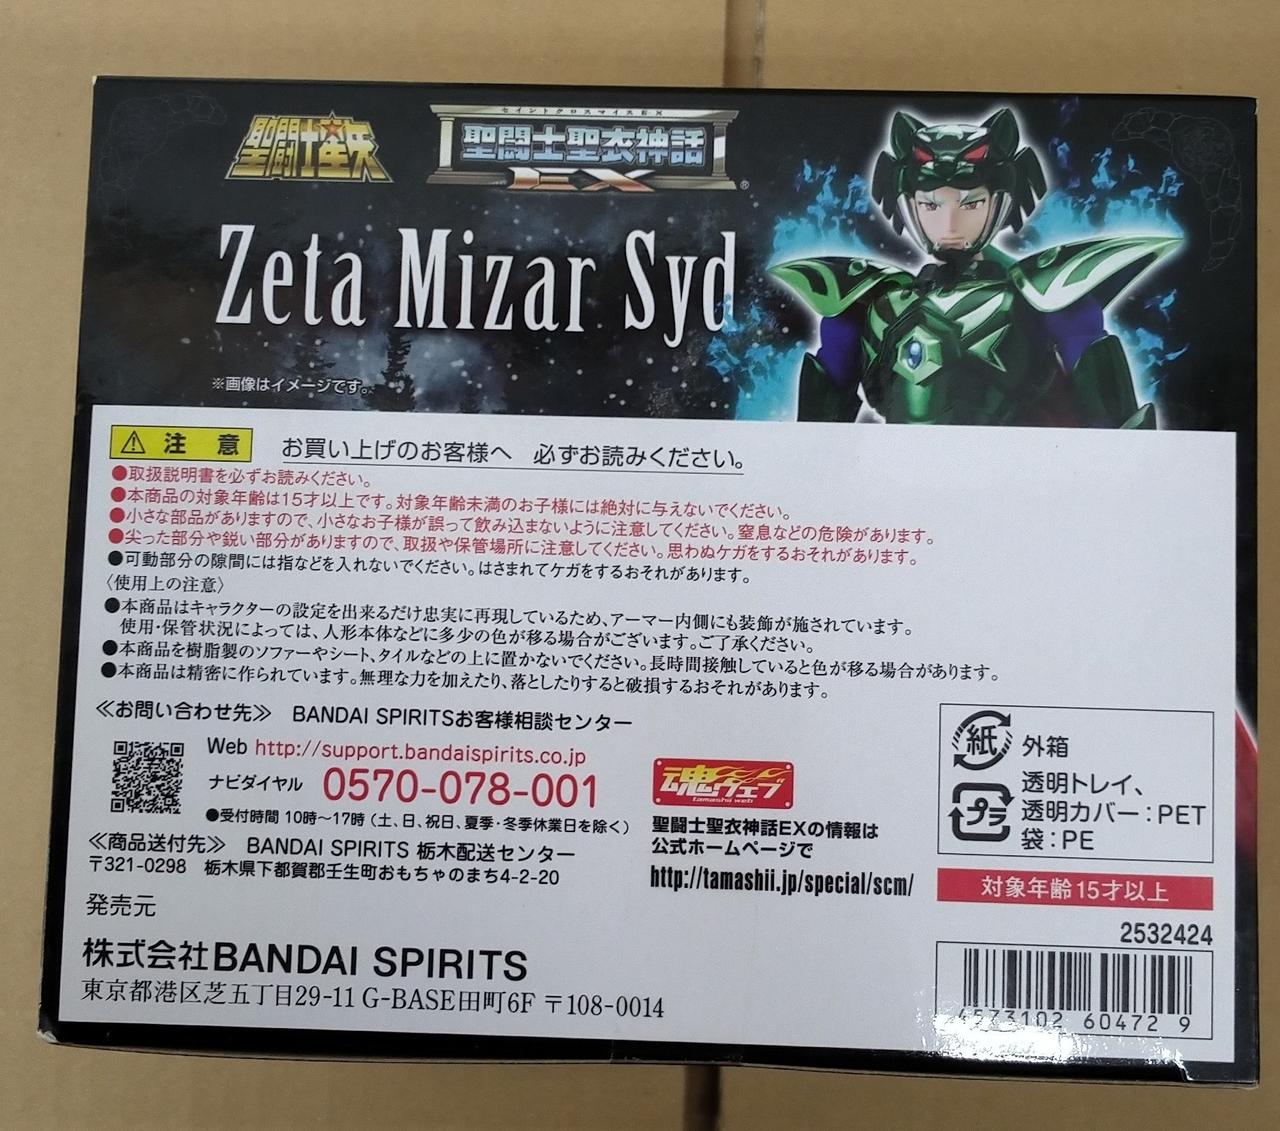 聖闘士星矢
セイントクロスマイスEX
聖闘士聖衣神話
EX
®
Zeta Mizar Syd
※画像はイメージです。
⚠ 注 意
お買い上げのお客様へ 必ずお読みください。
●取扱説明書を必ずお読みください。
●本商品の対象年齢は15才以上です。対象年齢未満のお子様には絶対に与えないでください。
●小さな部品がありますので、小さなお子様が誤って飲み込まないように注意してください。窒息などの危険があります。
●尖った部分や鋭い部分がありますので、取扱や保管場所に注意してください。思わぬケガをするおそれがあります。
●可動部分の隙間には指などを入れないでください。はさまれてケガをするおそれがあります。
〈使用上の注意〉
●本商品はキャラクターの設定を出来るだけ忠実に再現しているため、アーマー内側にも装飾が施されています。
使用・保管状況によっては、人形本体などに多少の色が移る場合がございます。ご了承ください。
●本商品を樹脂製のソファーやシート、タイルなどの上に置かないでください。長時間接触していると色が移る場合があります。
●本商品は精密に作られています。無理な力を加えたり、落としたりすると破損するおそれがあります。
≪お問い合わせ先≫ BANDAI SPIRITSお客様相談センター
Web http://support.bandaispirits.co.jp
ナビダイヤル 0570-078-001
●受付時間 10時～17時（土、日、祝日、夏季・冬季休業日を除く）
≪商品送付先≫ BANDAI SPIRITS 栃木配送センター
〒321-0298 栃木県下都賀郡壬生町おもちゃのまち4-2-20
発売元
株式会社BANDAI SPIRITS
東京都港区芝五丁目29-11 G-BASE田町6F 〒108-0014
魂ウェブ
tamashii web
聖闘士聖衣神話EXの情報は
公式ホームページで
http://tamashii.jp/special/scm/
紙 外箱
プラ 透明トレイ、
透明カバー：PET
袋：PE
対象年齢15才以上
2532424
4573102 60472 9